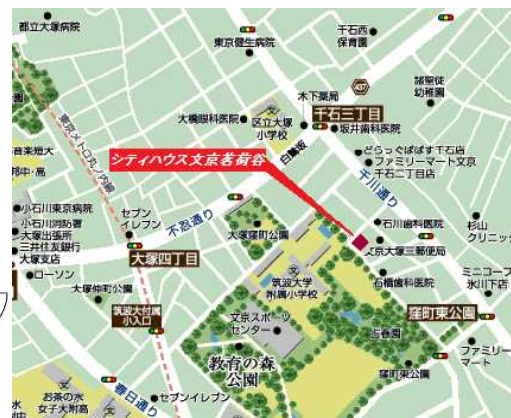 都立大塚病院
東京健生病院
千石西
保育園
諸聖徒
幼稚園
木下薬局
大橋眼科医院
区立大塚
小学校
千石三丁目
坂井歯科医院
どらっぐぱぱす千石店
ファミリーマート文京
千石二丁目店
東京メトロ丸ノ内線
音楽短大
邦中・高
シティハウス文京茗荷谷
白鷺坂
千川通り
小石川東京病院
小石川消防署
大塚出張所
三井住友銀行
大塚支店
ローソン
セブン
イレブン
不忍通り
大塚窪町公園
石川歯科医院
杉山
クリニック
文京大塚三郵便局
大塚四丁目
大塚仲町公園
筑波大学
附属小学校
石橋歯科医院
ミニコープ
氷川下店
筑波大付属
小入口
文京スポーツ
センター
占春園
窪町東公園
教育の森
公園
窪町東公園
ファミリー
マート
お茶の水
女子大附高
春日通り
セブンイレブン